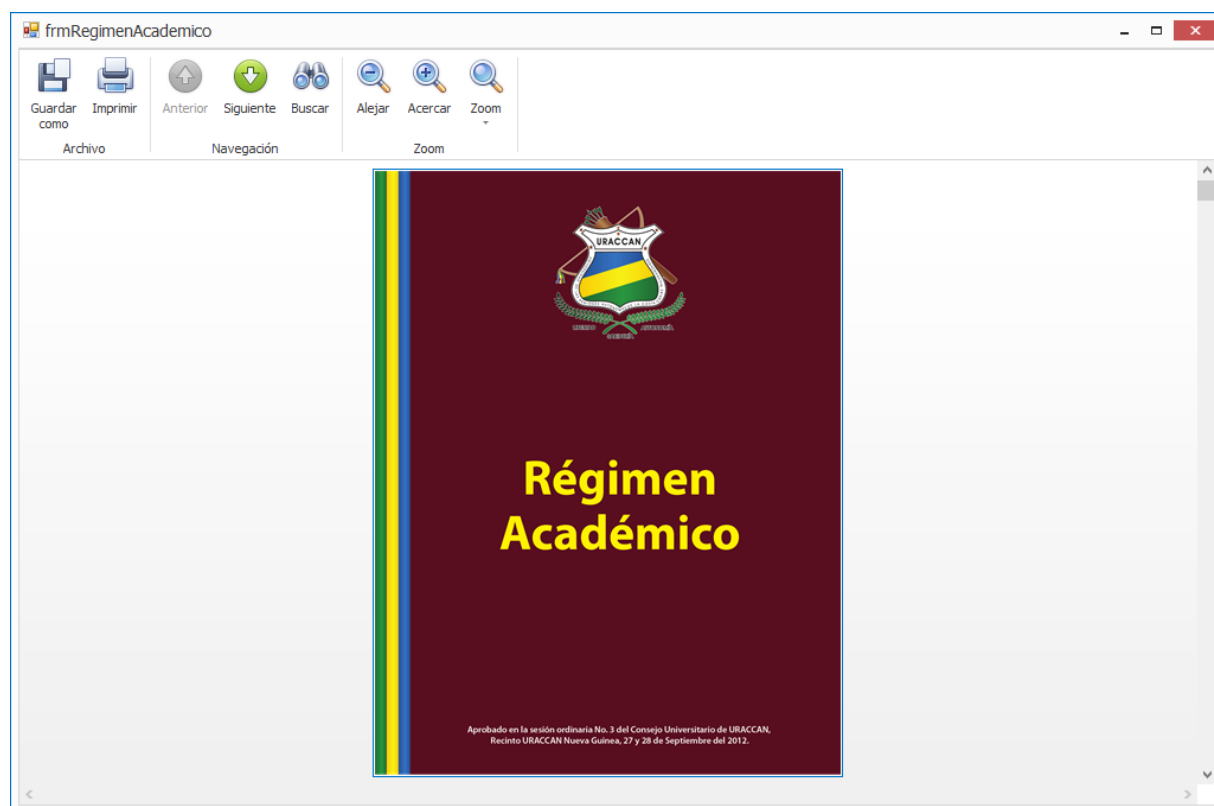 frmRegimenAcademico
Guardar como
Imprimir
Anterior
Siguiente
Buscar
Alejar
Acercar
Zoom
Archivo
Navegación
Zoom
URACCAN
AUTONOMÍA
SABIDURÍA
Régimen
Académico
Aprobado en la sesión ordinaria No. 3 del Consejo Universitario de URACCAN,
Recinto URACCAN Nueva Guinea, 27 y 28 de Septiembre del 2012.